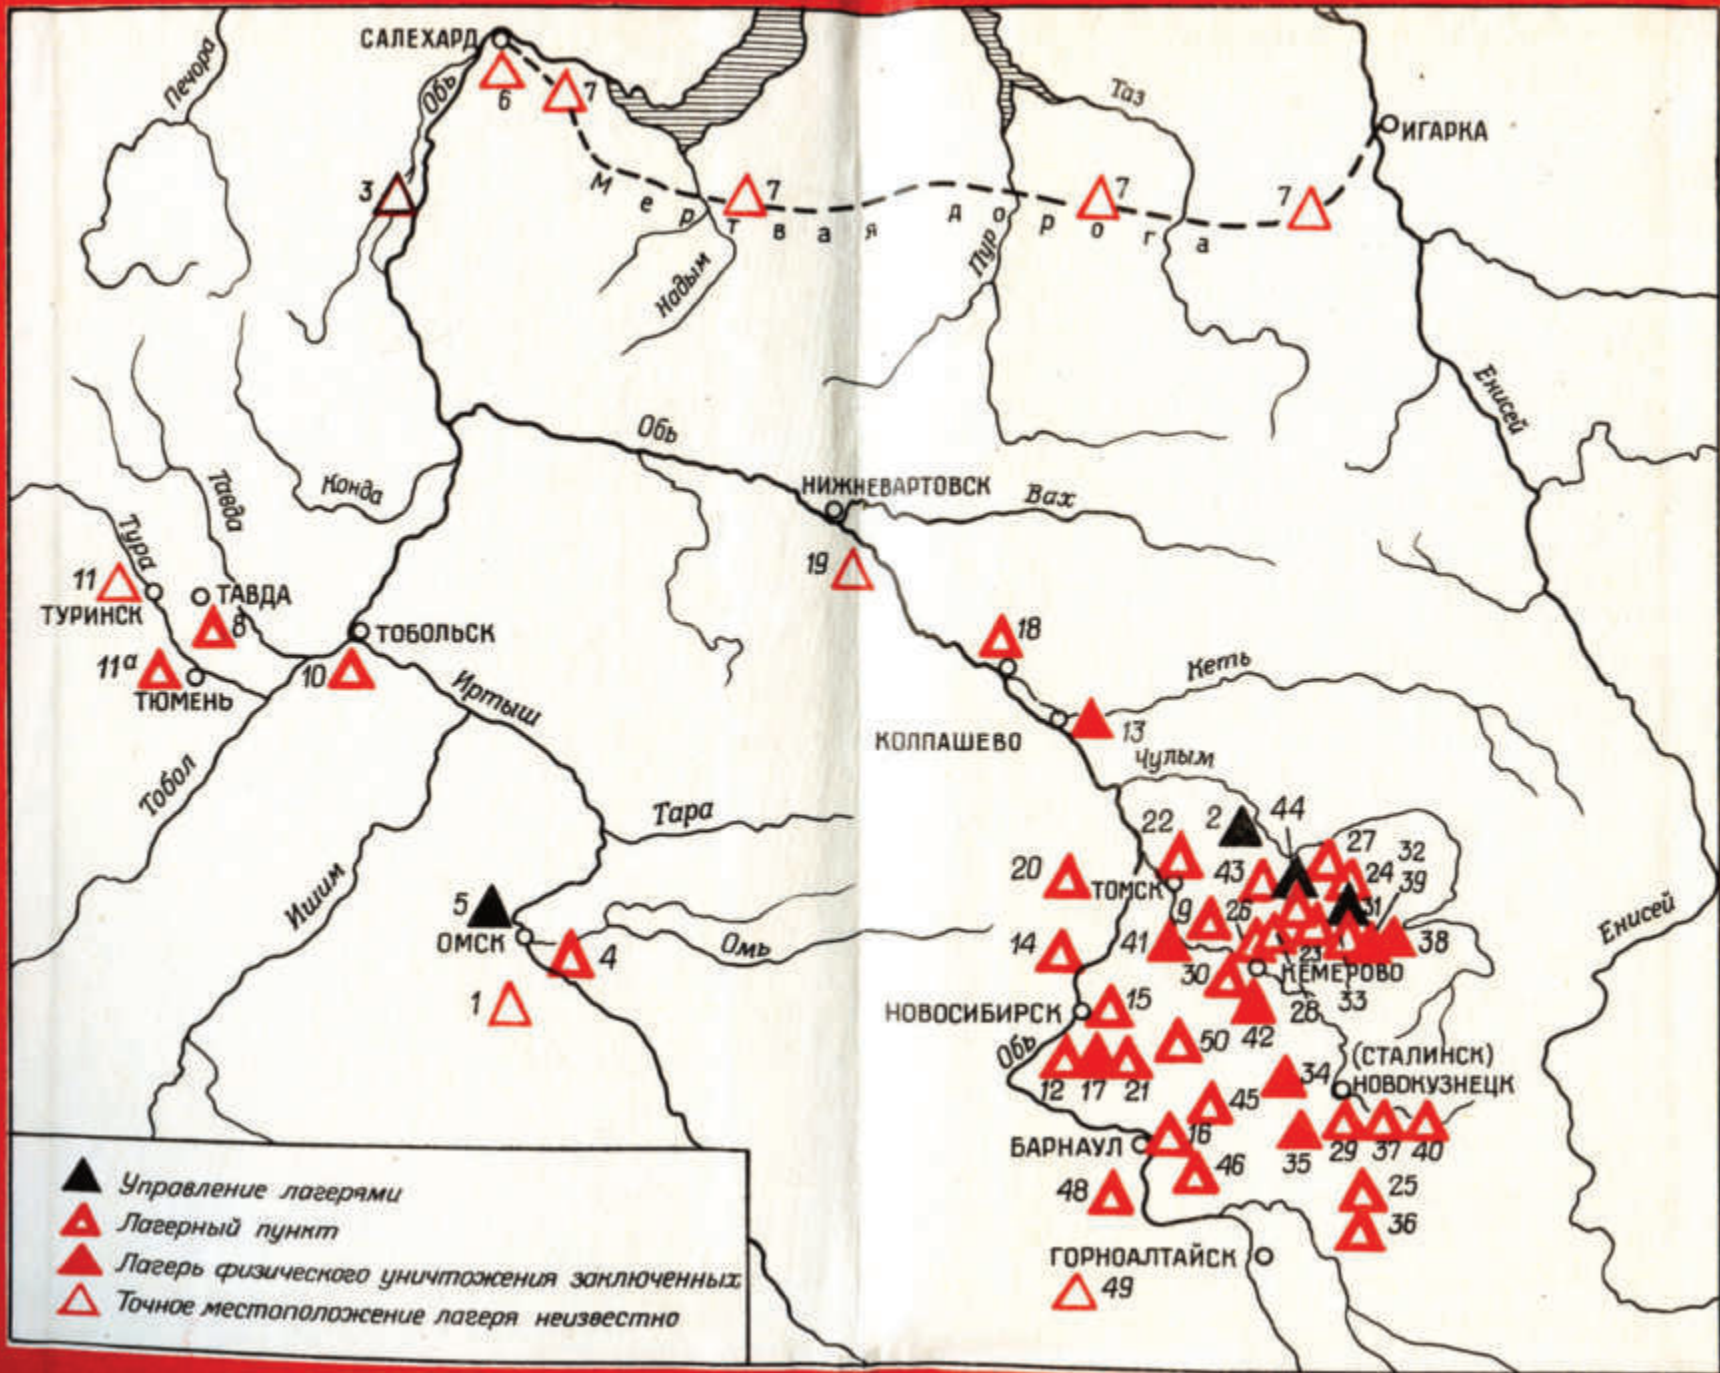 САЛЕХАРД
Печора
Обь
6
7
Таз
ИГАРКА
3
7
7
7
Мертвая дорога
Надым
Пур
Енисей
Обь
Конда
Тавда
НИЖНЕВАРТОВСК
Вах
Тура
11
ТУРИНСК
ТАВДА
8
19
ТОБОЛЬСК
18
11а
ТЮМЕНЬ
10
Иртыш
Кеть
КОЛПАШЕВО
13
Чулым
Тобол
Тара
22
2
44
27
32
20
ТОМСК
43
24
39
Ишим
5
ОМСК
4
Омь
9
26
31
Енисей
14
41
23
38
1
30
КЕМЕРОВО
НОВОСИБИРСК
15
42
28
33
Обь
50
(СТАЛИНСК)
НОВОКУЗНЕЦК
12
17
21
34
45
БАРНАУЛ
16
35
29
37
40
46
48
25
36
ГОРНОАЛТАЙСК
49
Управление лагерями
Лагерный пункт
Лагерь физического уничтожения заключенных
Точное местоположение лагеря неизвестно